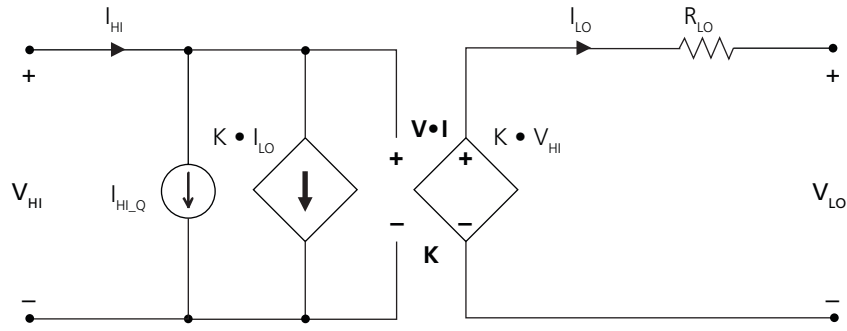 I_HI
I_LO
R_LO
+
+
K • I_LO
V•I
K • V_HI
+
+
V_HI
I_HI_Q
V_LO
–
–
K
–
–